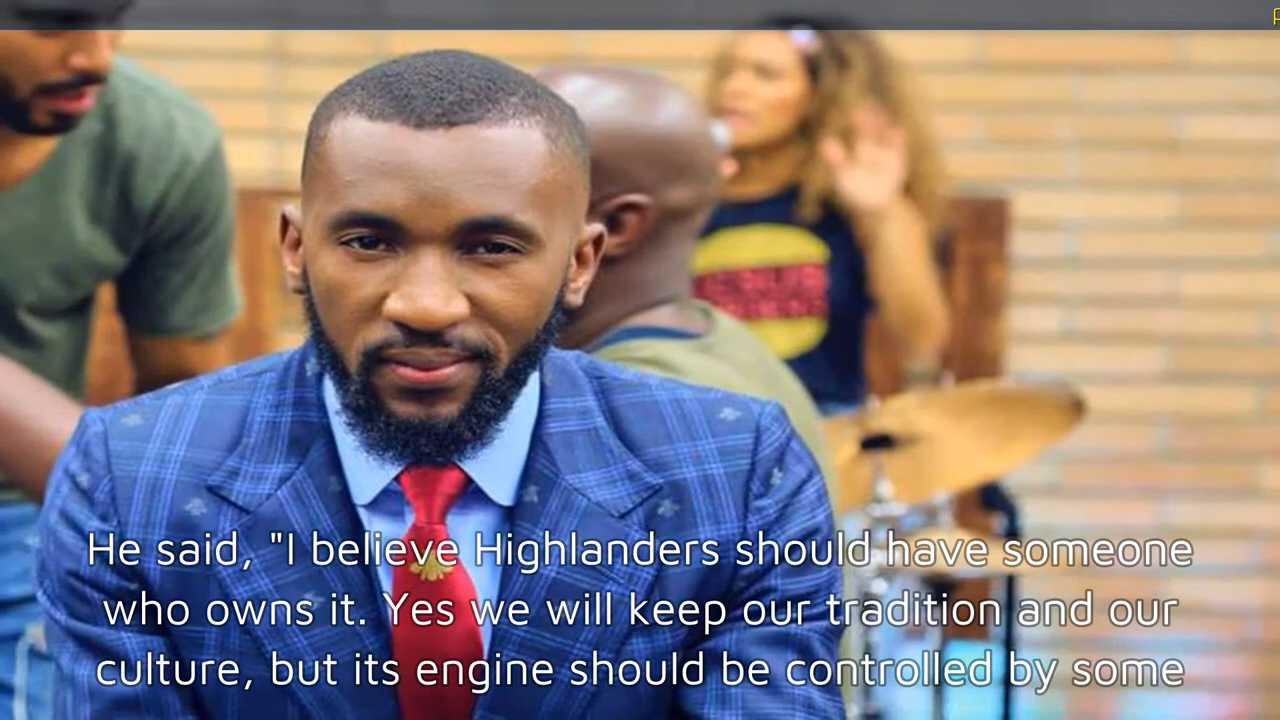 He said, "I believe Highlanders should have someone
who owns it. Yes we will keep our tradition and our
culture, but its engine should be controlled by some